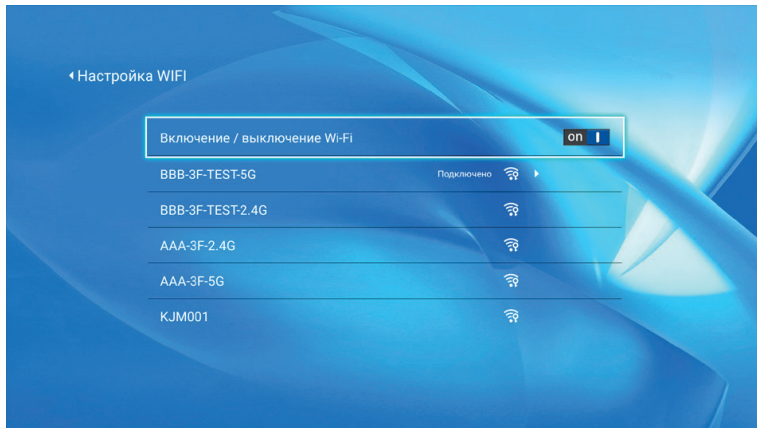 Настройка WIFI
Включение / выключение Wi-Fi on
BBB-3F-TEST-5G Подключено
BBB-3F-TEST-2.4G
AAA-3F-2.4G
AAA-3F-5G
KJM001